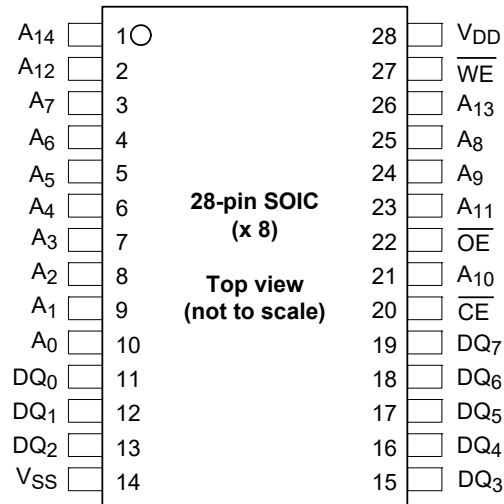 A14 1 28 VDD
A12 2 27 W̅E̅
A7 3 26 A13
A6 4 25 A8
A5 5 24 A9
A4 6 28-pin SOIC 23 A11
A3 7 (x 8) 22 O̅E̅
A2 8 Top view 21 A10
A1 9 (not to scale) 20 C̅E̅
A0 10 19 DQ7
DQ0 11 18 DQ6
DQ1 12 17 DQ5
DQ2 13 16 DQ4
VSS 14 15 DQ3